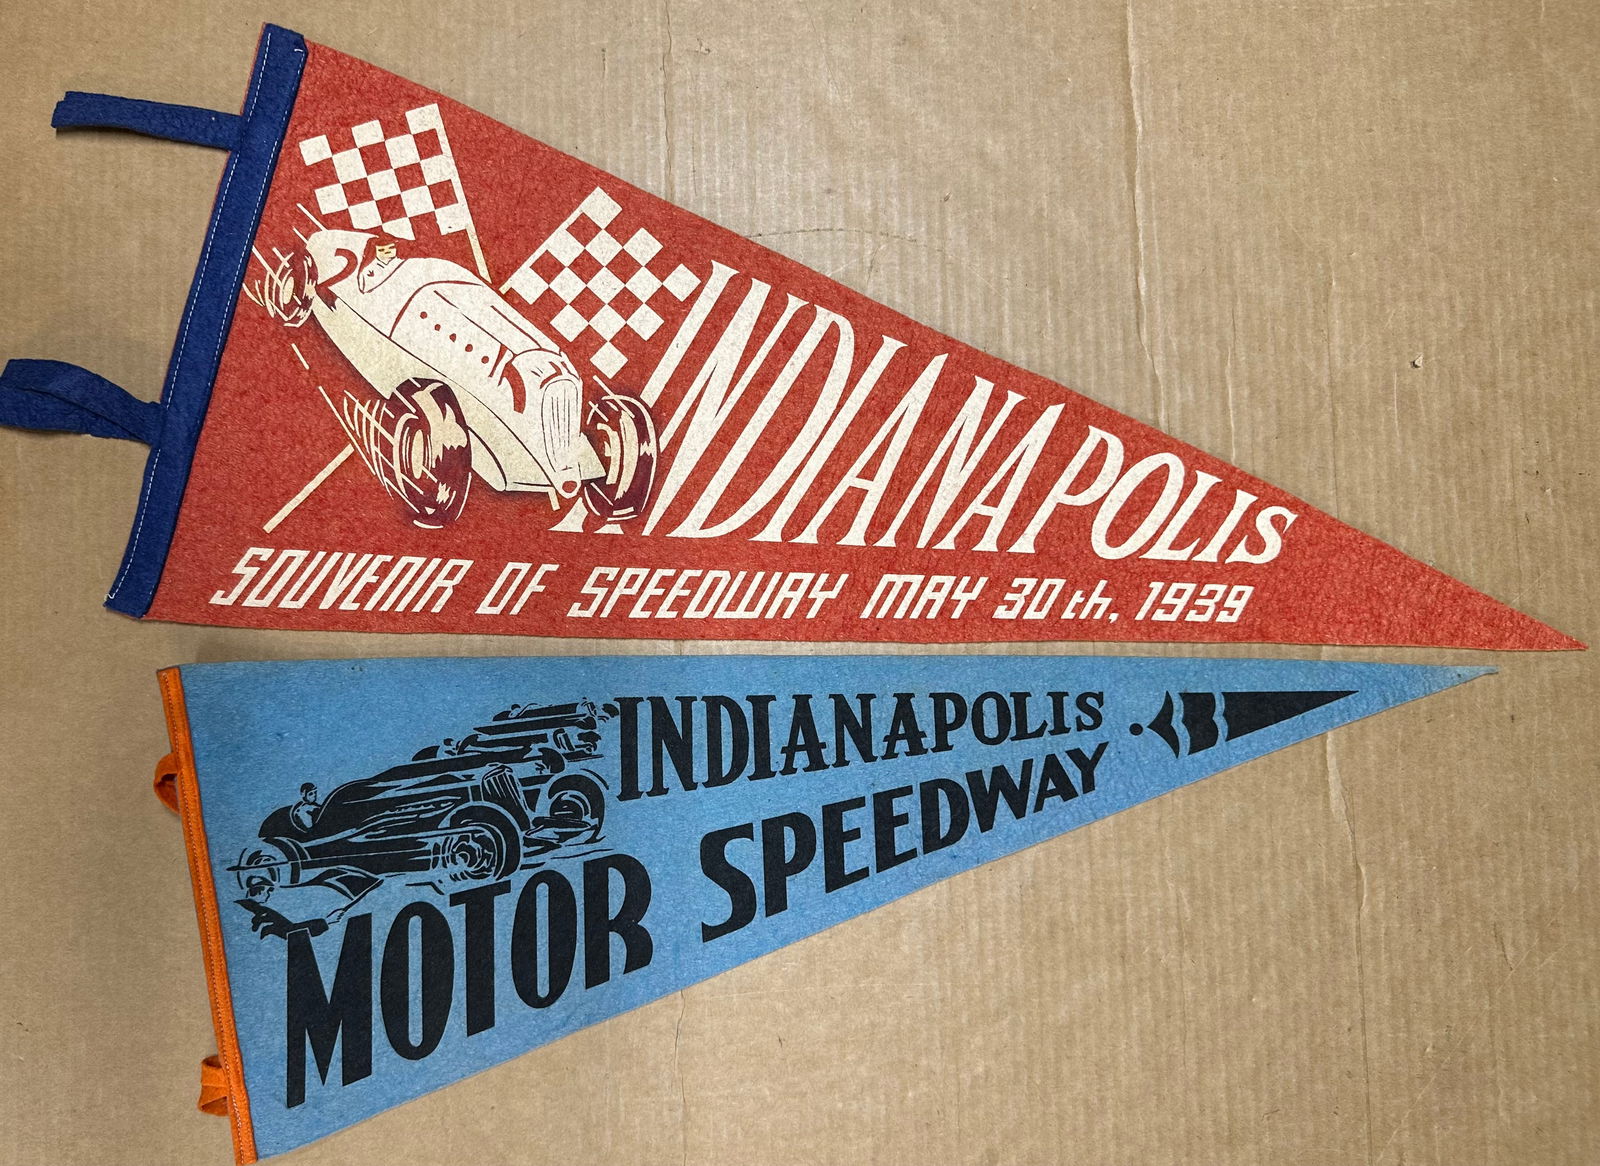 INDIANAPOLIS
SOUVENIR OF SPEEDWAY MAY 30th, 1939
2
INDIANAPOLIS
MOTOR SPEEDWAY